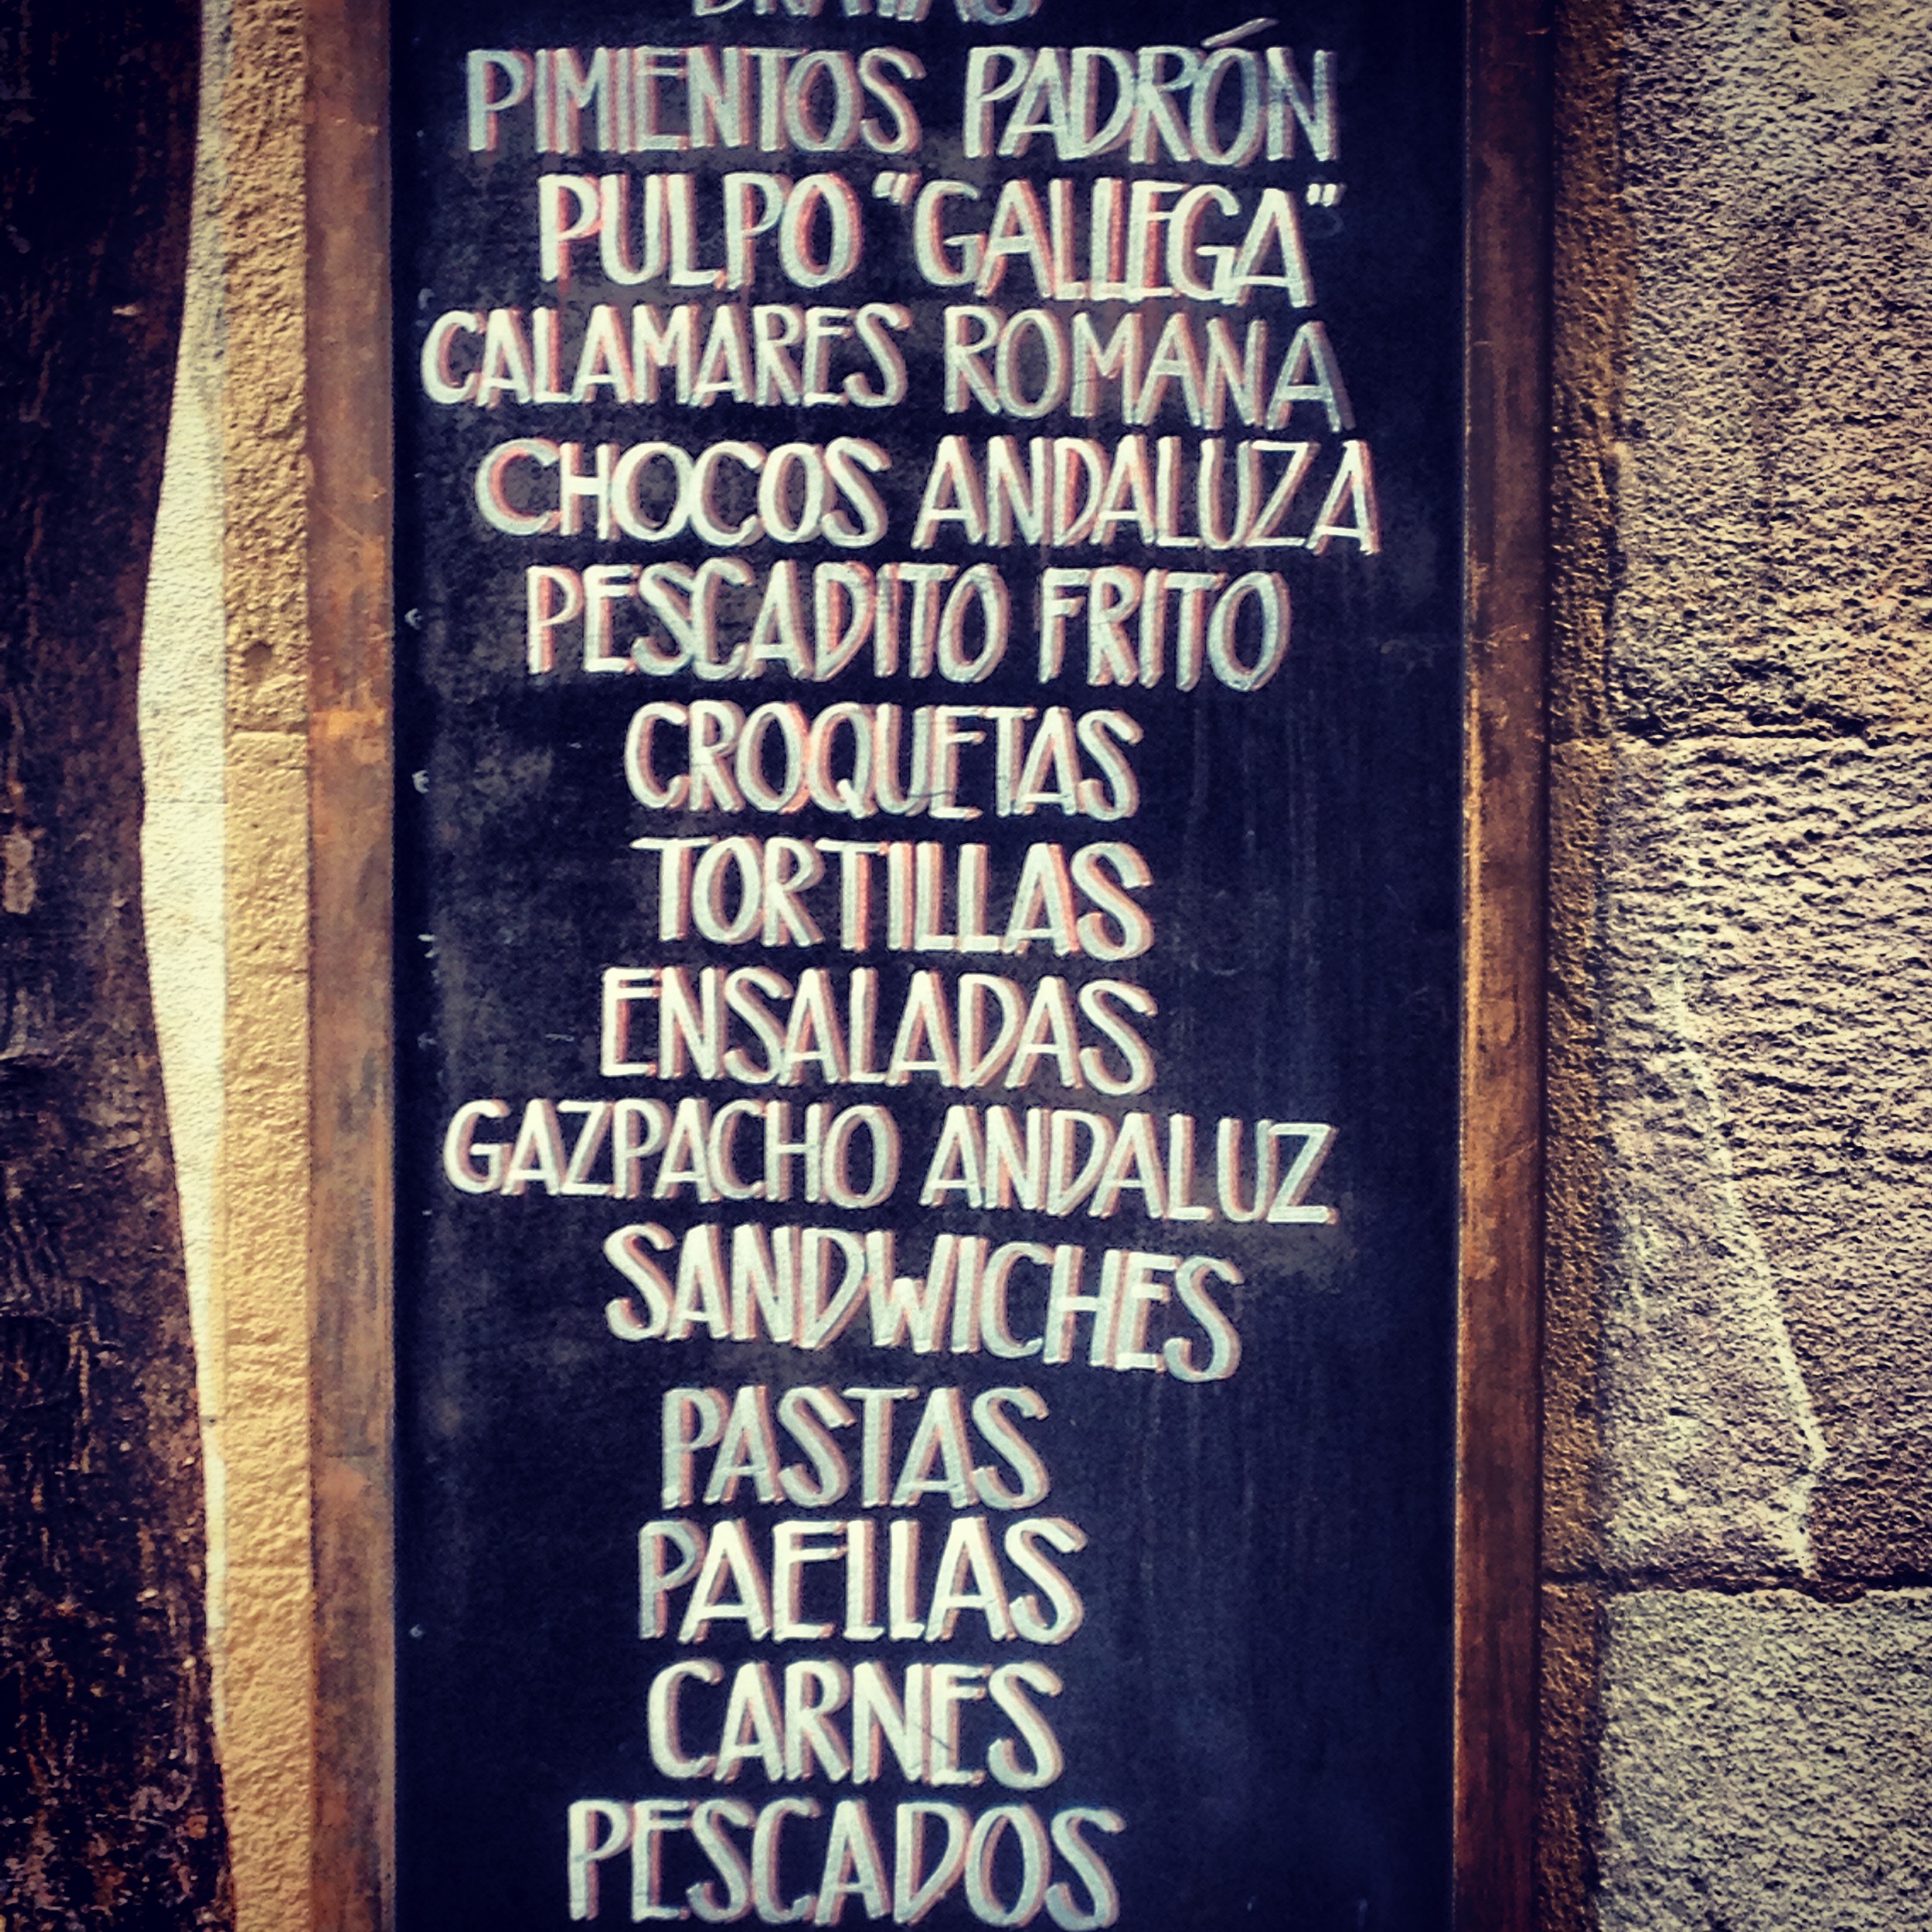 BRAVAS
PIMIENTOS PADRÓN
PULPO "GALLEGA"
CALAMARES ROMANA
CHOCOS ANDALUZA
PESCADITO FRITO
CROQUETAS
TORTILLAS
ENSALADAS
GAZPACHO ANDALUZ
SANDWICHES
PASTAS
PAELLAS
CARNES
PESCADOS